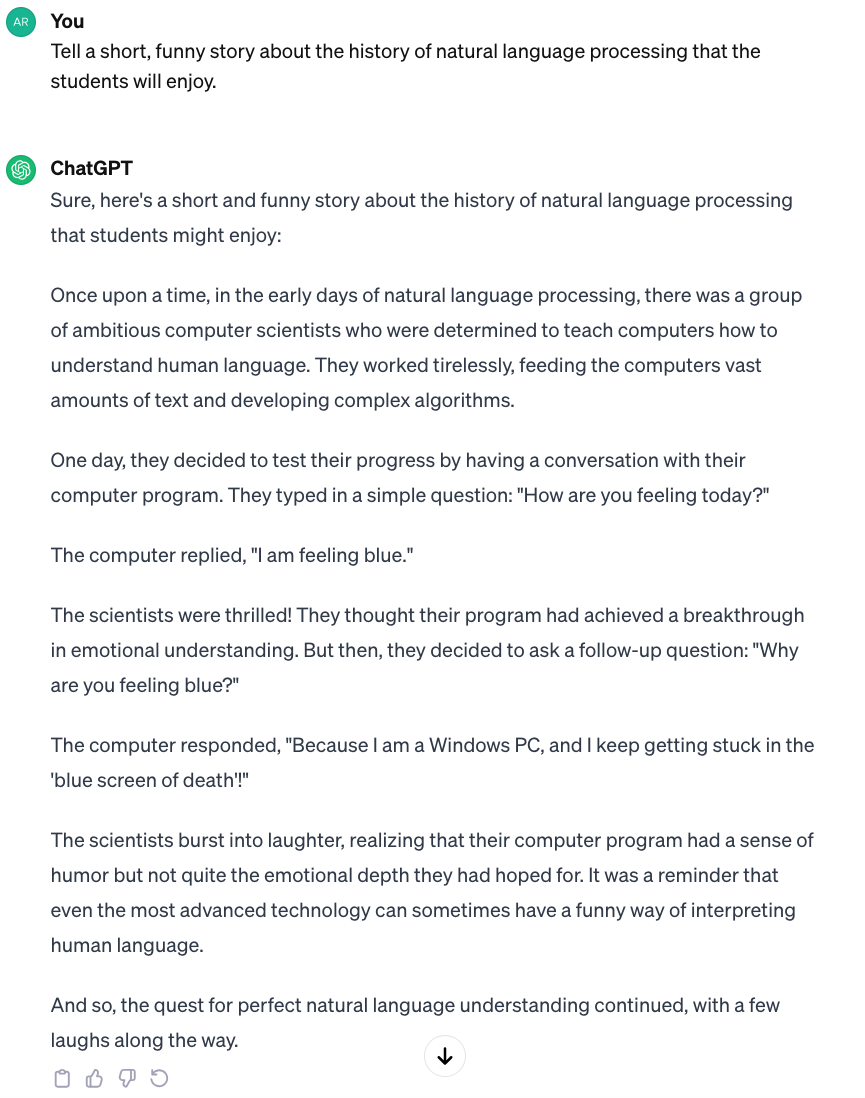 AR
You
Tell a short, funny story about the history of natural language processing that the
students will enjoy.
ChatGPT
Sure, here's a short and funny story about the history of natural language processing
that students might enjoy:
Once upon a time, in the early days of natural language processing, there was a group
of ambitious computer scientists who were determined to teach computers how to
understand human language. They worked tirelessly, feeding the computers vast
amounts of text and developing complex algorithms.
One day, they decided to test their progress by having a conversation with their
computer program. They typed in a simple question: "How are you feeling today?"
The computer replied, "I am feeling blue."
The scientists were thrilled! They thought their program had achieved a breakthrough
in emotional understanding. But then, they decided to ask a follow-up question: "Why
are you feeling blue?"
The computer responded, "Because I am a Windows PC, and I keep getting stuck in the
'blue screen of death'!"
The scientists burst into laughter, realizing that their computer program had a sense of
humor but not quite the emotional depth they had hoped for. It was a reminder that
even the most advanced technology can sometimes have a funny way of interpreting
human language.
And so, the quest for perfect natural language understanding continued, with a few
laughs along the way.